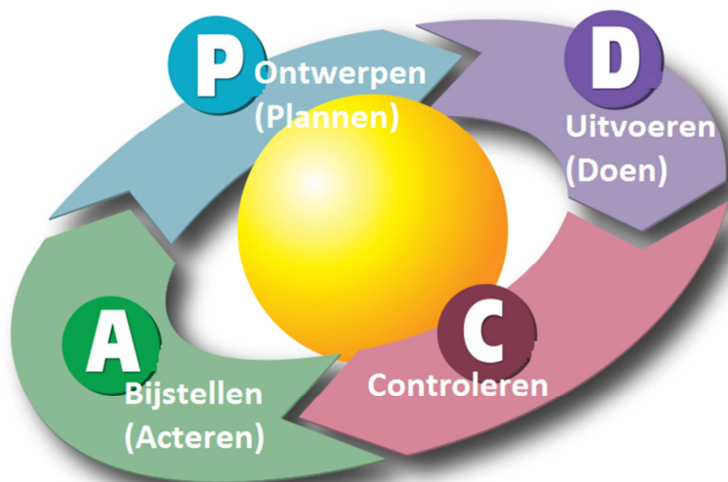 P
Ontwerpen
(Plannen)
D
Uitvoeren
(Doen)
C
Controleren
A
Bijstellen
(Acteren)